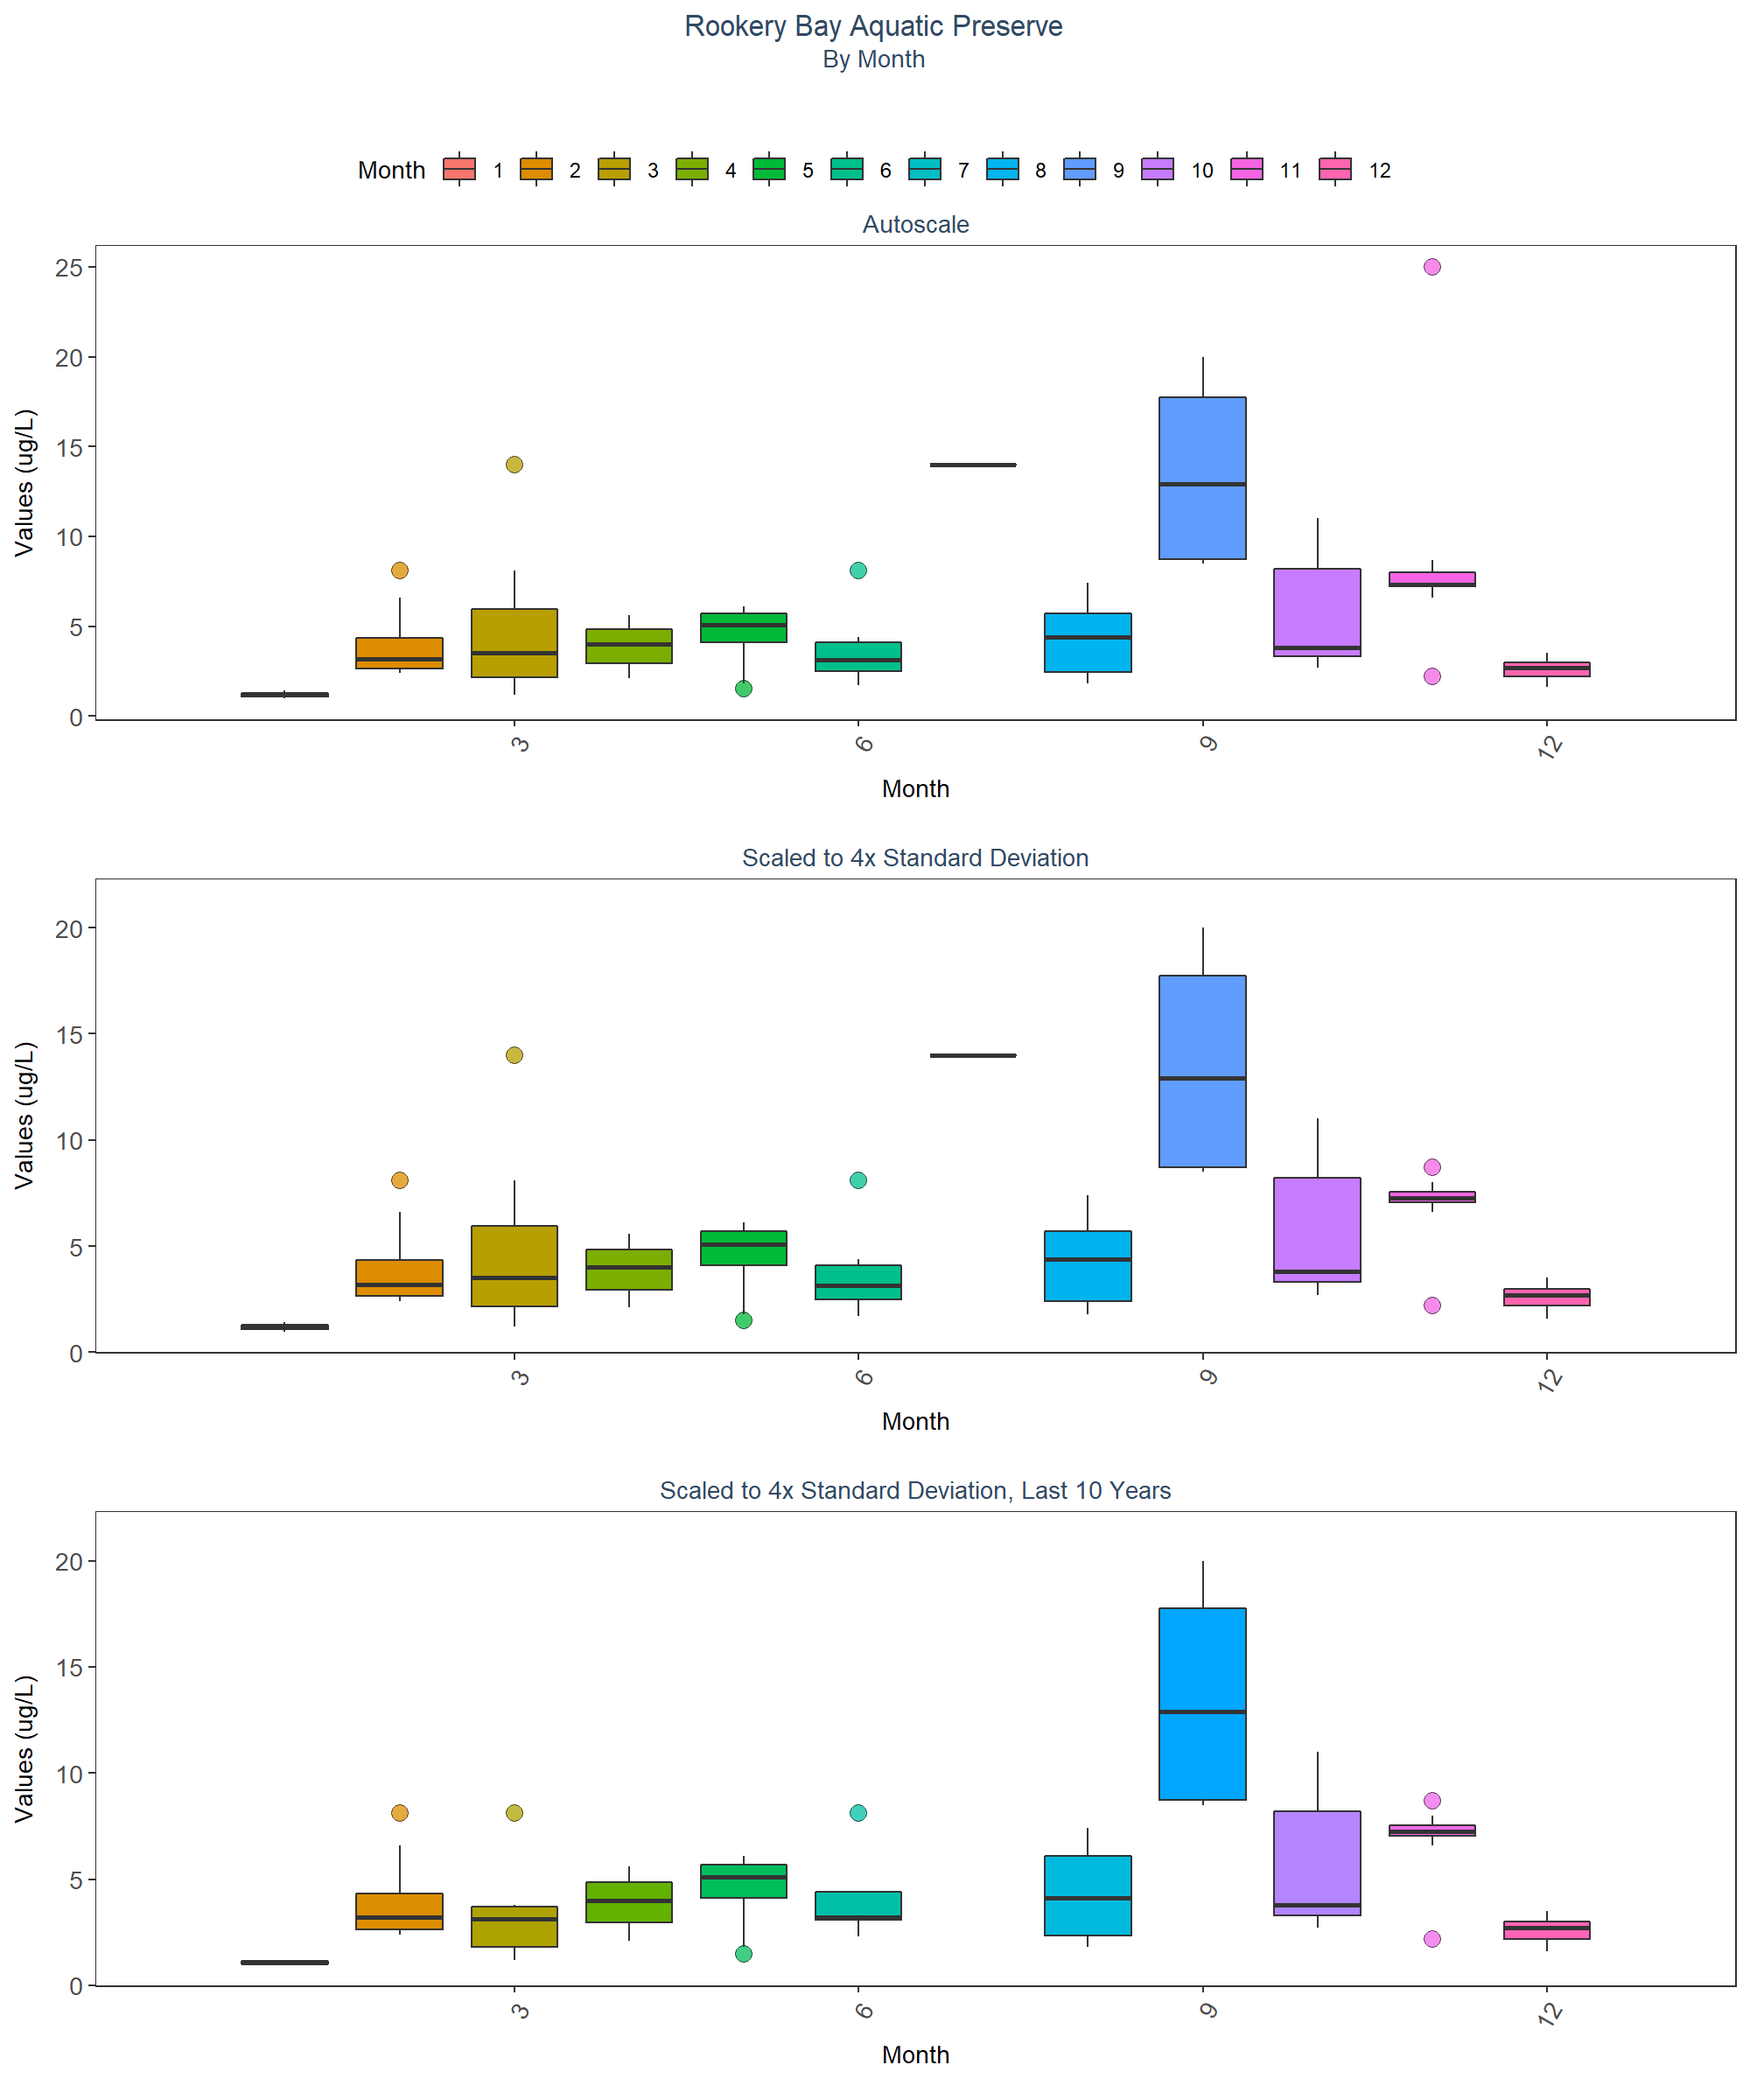 Rookery Bay Aquatic Preserve
By Month
Month 1 2 3 4 5 6 7 8 9 10 11 12
Autoscale
Values (ug/L)
25
20
15
10
5
0
3 6 9 12
Month
Scaled to 4x Standard Deviation
Values (ug/L)
20
15
10
5
0
3 6 9 12
Month
Scaled to 4x Standard Deviation, Last 10 Years
Values (ug/L)
20
15
10
5
0
3 6 9 12
Month